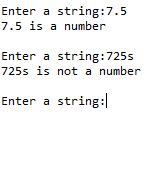 Enter a string:7.5
7.5 is a number
Enter a string:725s
725s is not a number
Enter a string: